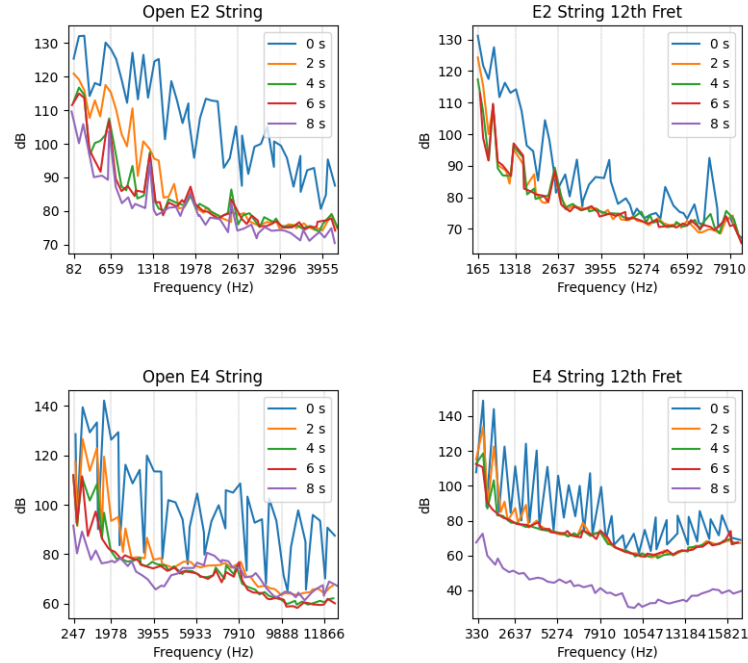 Open E2 String
dB
130
120
110
100
90
80
70
82 659 1318 1978 2637 3296 3955
Frequency (Hz)
0 s
2 s
4 s
6 s
8 s
E2 String 12th Fret
dB
130
120
110
100
90
80
70
165 1318 2637 3955 5274 6592 7910
Frequency (Hz)
0 s
2 s
4 s
6 s
8 s
Open E4 String
dB
140
120
100
80
60
247 1978 3955 5933 7910 9888 11866
Frequency (Hz)
0 s
2 s
4 s
6 s
8 s
E4 String 12th Fret
dB
140
120
100
80
60
40
330 2637 5274 7910 10547 13184 15821
Frequency (Hz)
0 s
2 s
4 s
6 s
8 s